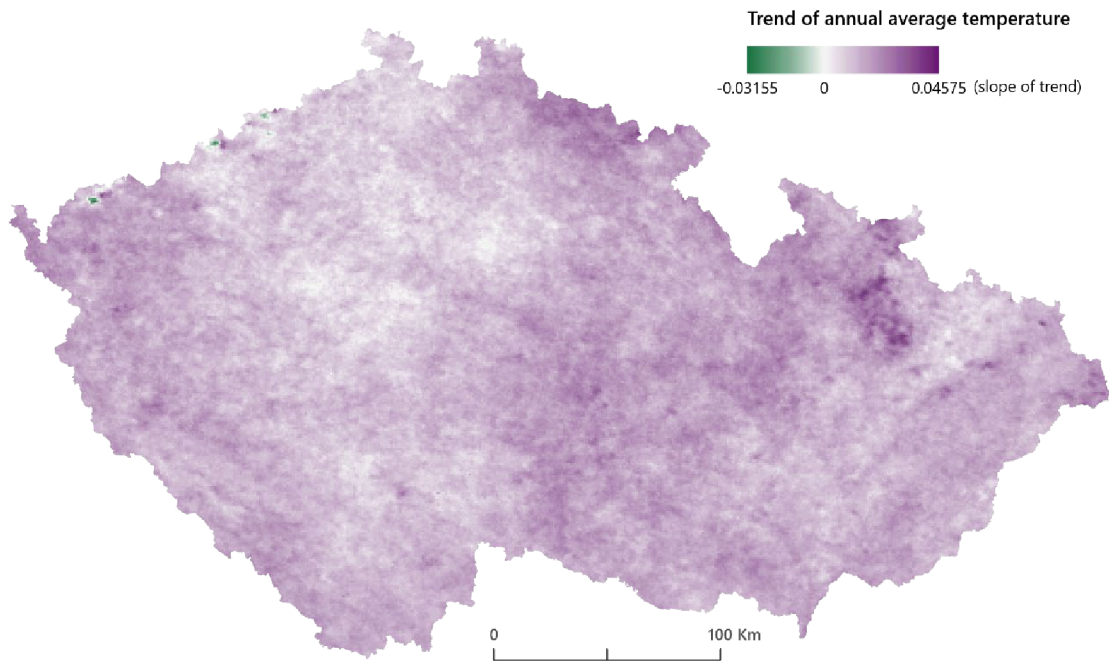 Trend of annual average temperature
-0.03155 0 0.04575 (slope of trend)
0 100 Km